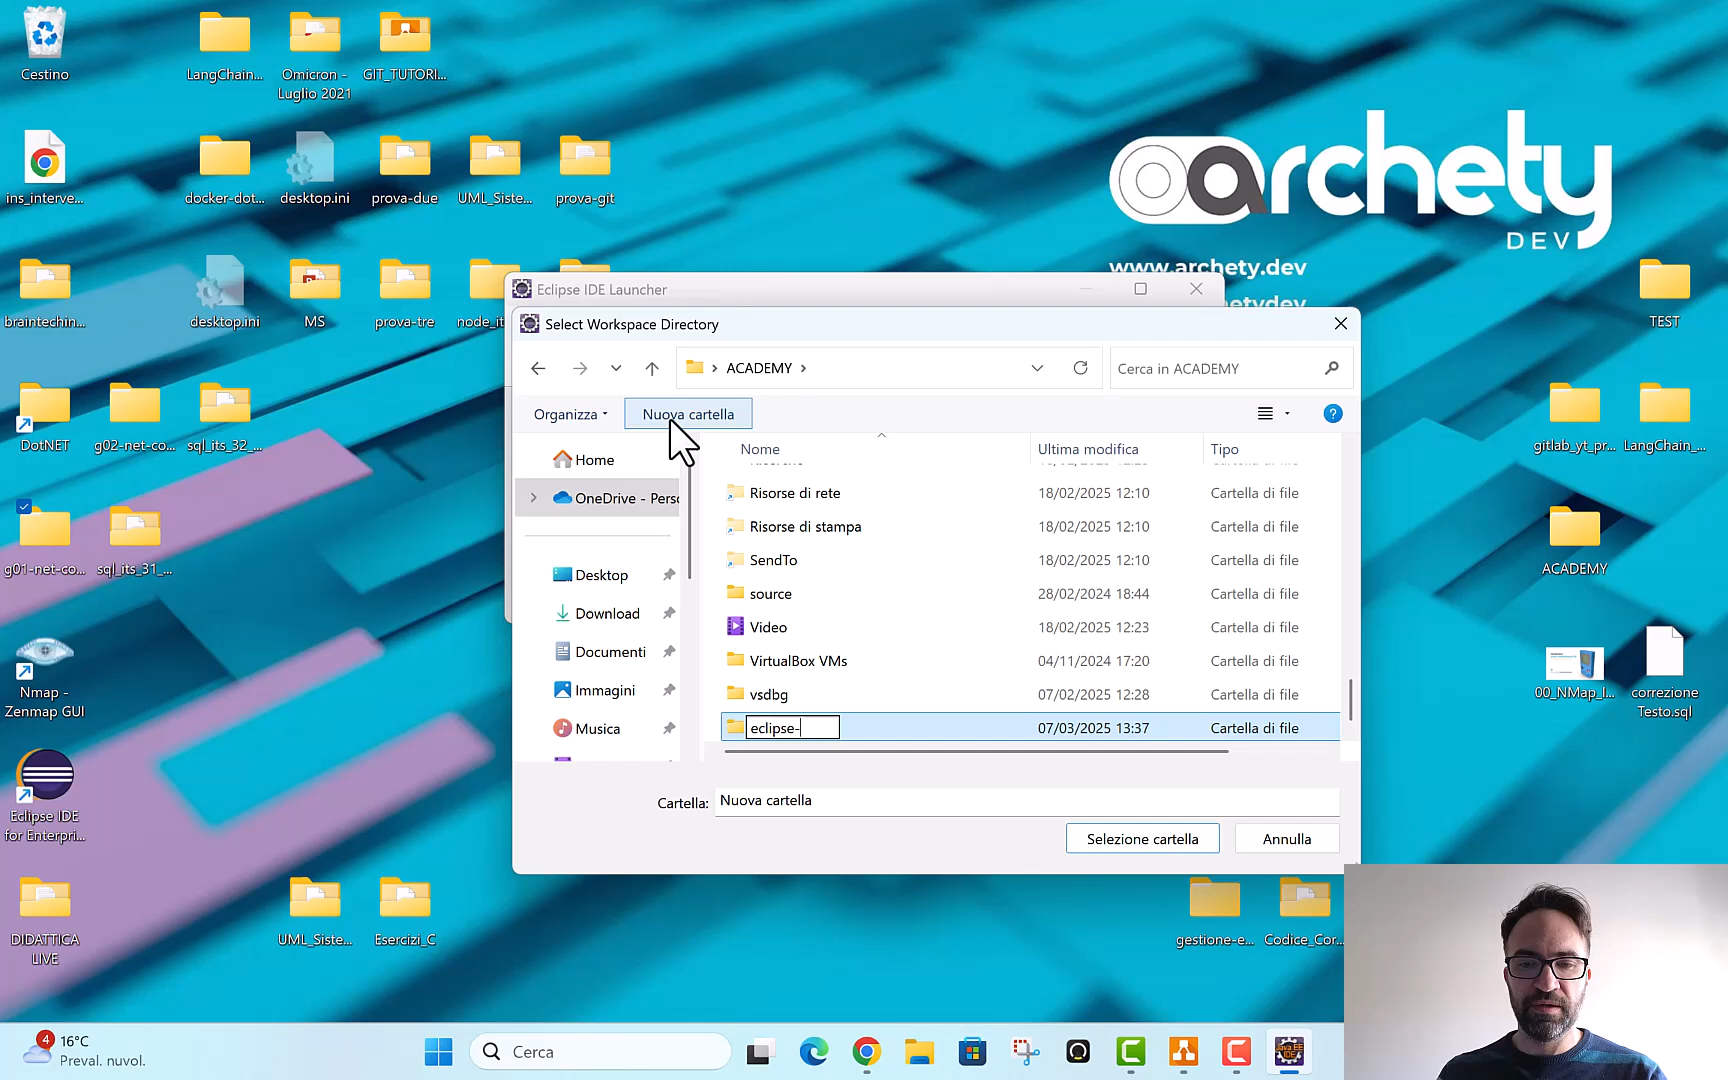 Cestino
LangChain...
Omicron -
Luglio 2021
GIT_TUTORI...
ins_interve...
docker-dot...
desktop.ini
prova-due
UML_Siste...
prova-git
archety
DEV
www.archety.dev
braintechin...
desktop.ini
MS
prova-tre
Eclipse IDE Launcher
TEST
Select Workspace Directory
ACADEMY
Cerca in ACADEMY
DotNET
g02-net-co...
sql_its_32_...
Organizza
Nuova cartella
gitlab_yt_pr...
LangChain_...
Nome
Ultima modifica
Tipo
Home
OneDrive - Perso
Risorse di rete
18/02/2025 12:10
Cartella di file
Risorse di stampa
18/02/2025 12:10
Cartella di file
SendTo
18/02/2025 12:10
Cartella di file
source
28/02/2024 18:44
Cartella di file
Video
18/02/2025 12:23
Cartella di file
VirtualBox VMs
04/11/2024 17:20
Cartella di file
vsdbg
07/02/2025 12:28
Cartella di file
eclipse-
07/03/2025 13:37
Cartella di file
Desktop
Download
Documenti
Immagini
Musica
g01-net-co...
sql_its_31_...
ACADEMY
Nmap -
Zenmap GUI
00_NMap_I...
correzione
Testo.sql
Eclipse IDE
for Enterpri...
Cartella:
Nuova cartella
Selezione cartella
Annulla
DIDATTICA
LIVE
UML_Siste...
Esercizi_C
gestione-e...
Codice_Cor...
4
16°C
Preval. nuvol.
Cerca
Java EE
IDE